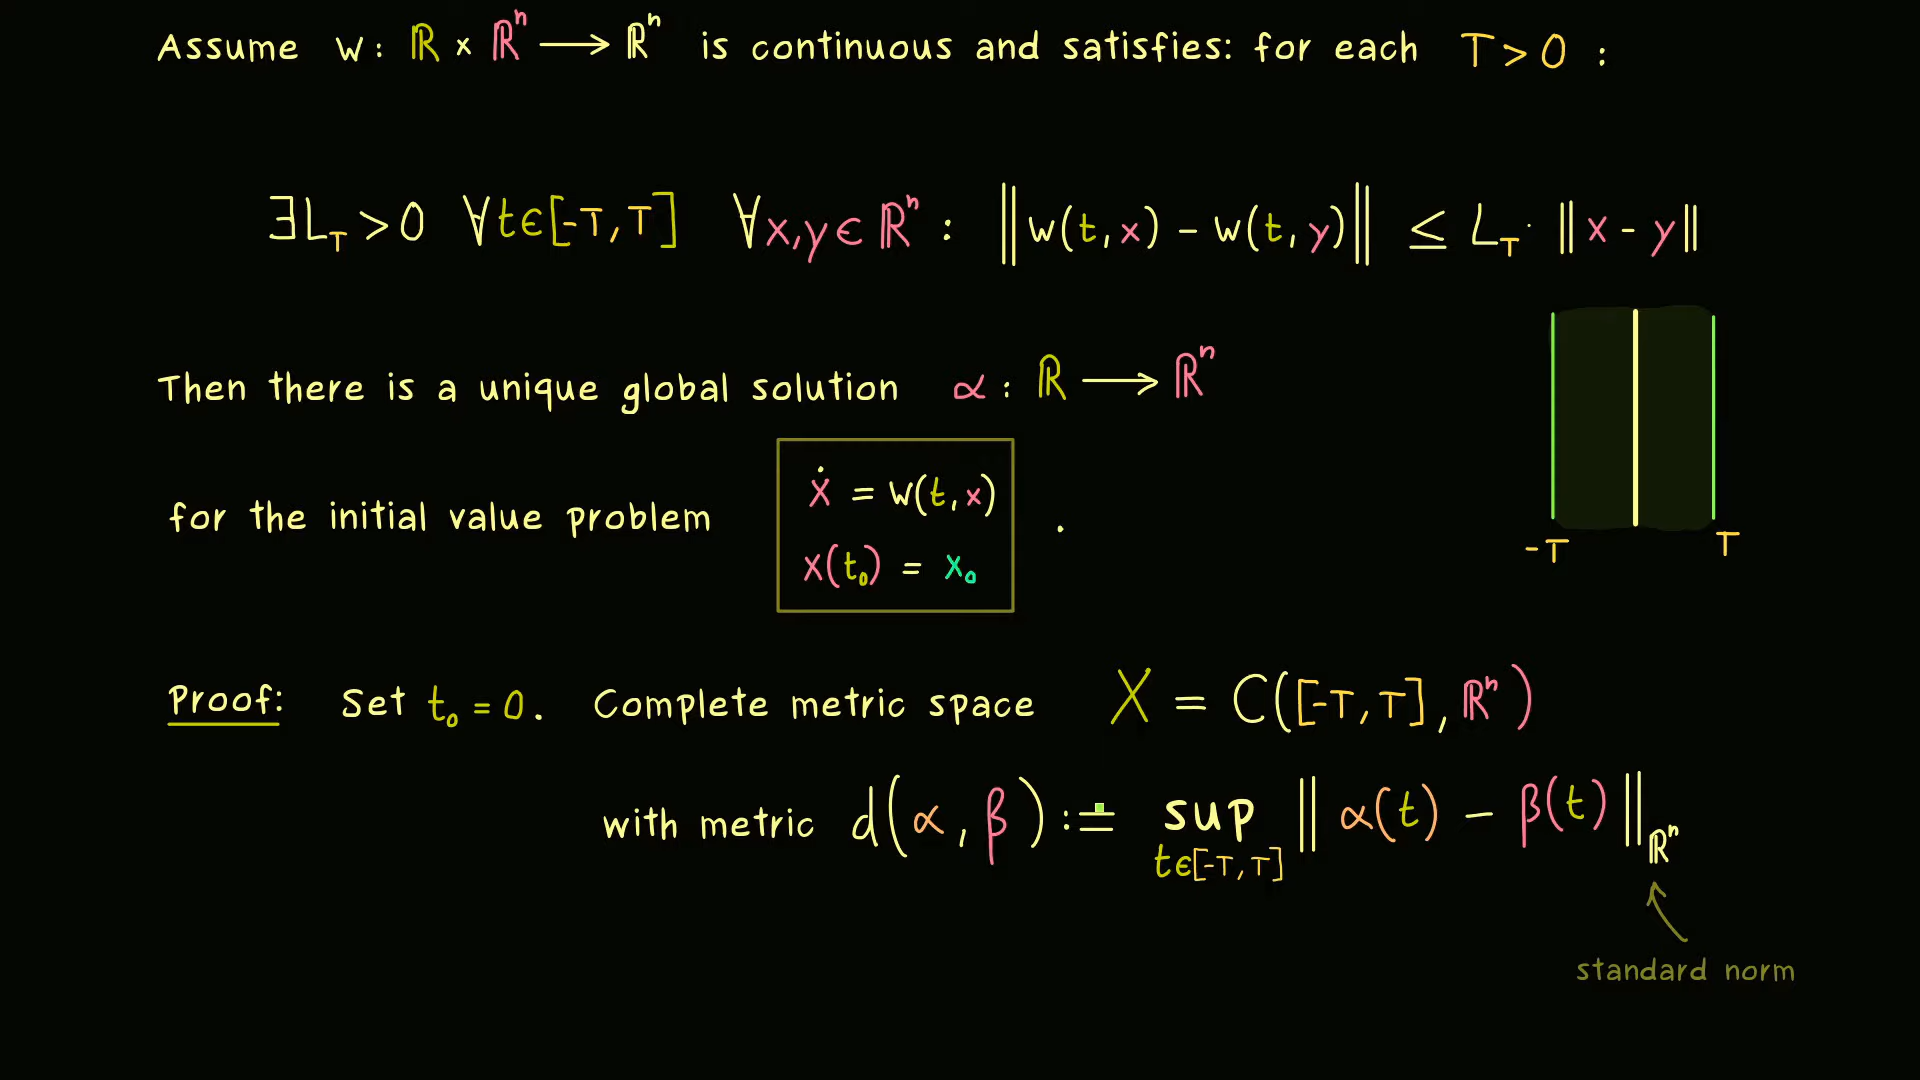 Assume w: ℝ × ℝⁿ ⟶ ℝⁿ is continuous and satisfies: for each T > 0 :
∃L_T > 0 ∀t∈[-T,T] ∀x,y∈ℝⁿ : ‖w(t,x) - w(t,y)‖ ≤ L_T · ‖x - y‖
Then there is a unique global solution α : ℝ ⟶ ℝⁿ
for the initial value problem
ẋ = w(t,x)
x(t₀) = x₀
.
-T T
Proof: Set t₀ = 0. Complete metric space X = C([-T,T], ℝⁿ)
with metric d(α, β) := sup_{t∈[-T,T]} ‖α(t) - β(t)‖_ℝⁿ
standard norm